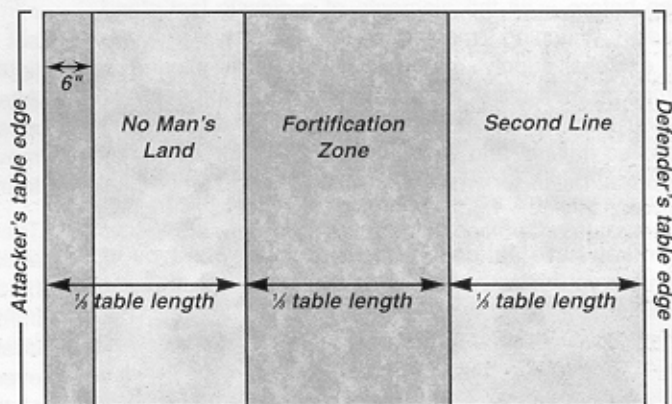 Attacker's table edge
6"
No Man's
Land
Fortification
Zone
Second Line
⅓ table length
⅓ table length
⅓ table length
Defender's table edge